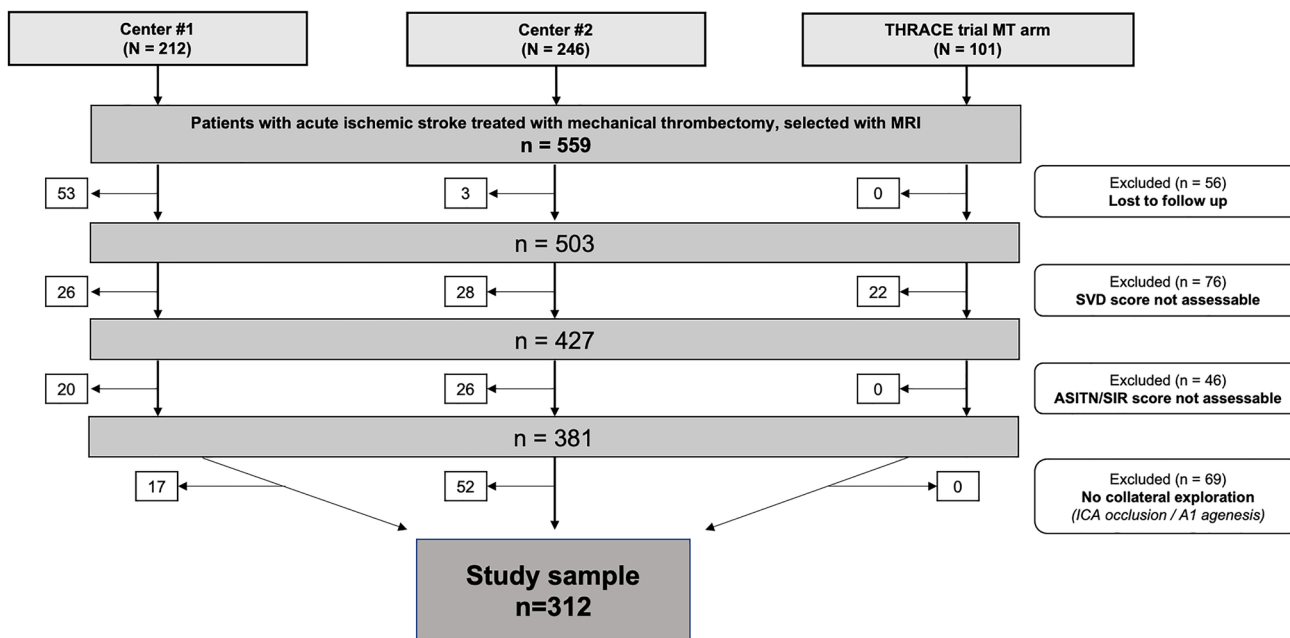 Center #1
(N = 212)
Center #2
(N = 246)
THRACE trial MT arm
(N = 101)
Patients with acute ischemic stroke treated with mechanical thrombectomy, selected with MRI
n = 559
53
3
0
Excluded (n = 56)
Lost to follow up
n = 503
26
28
22
Excluded (n = 76)
SVD score not assessable
n = 427
20
26
0
Excluded (n = 46)
ASITN/SIR score not assessable
n = 381
17
52
0
Excluded (n = 69)
No collateral exploration
(ICA occlusion / A1 agenesis)
Study sample
n=312